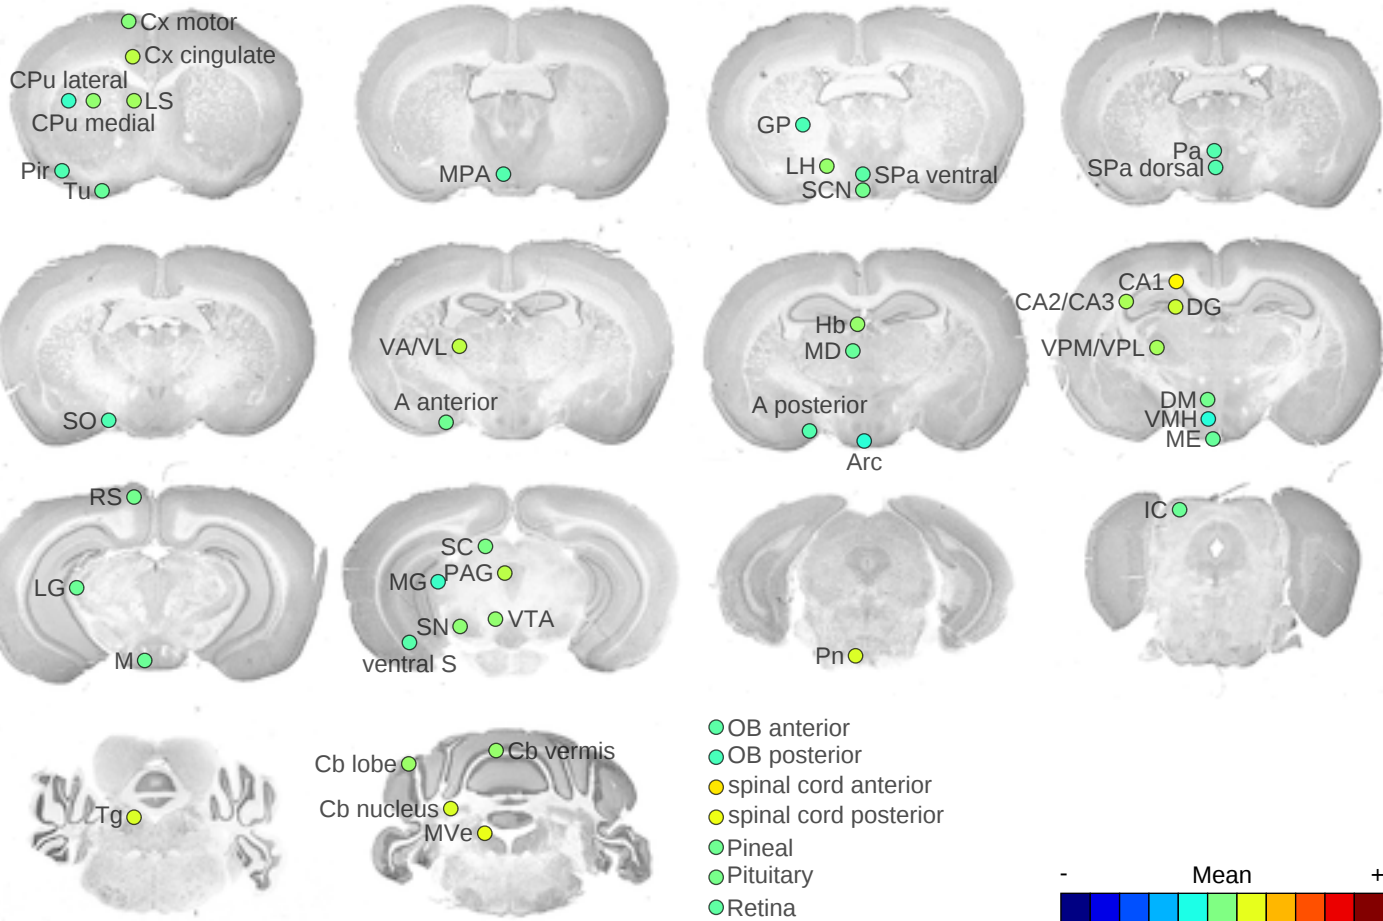 Cx motor
Cx cingulate
CPu lateral
LS
CPu medial
Pir
Tu
MPA
GP
LH
SPa ventral
SCN
Pa
SPa dorsal
SO
VA/VL
A anterior
Hb
MD
A posterior
Arc
CA1
CA2/CA3
DG
VPM/VPL
DM
VMH
ME
RS
LG
M
SC
MG
PAG
SN
VTA
ventral S
Pn
IC
Tg
Cb lobe
Cb vermis
Cb nucleus
MVe
OB anterior
OB posterior
spinal cord anterior
spinal cord posterior
Pineal
Pituitary
Retina
- Mean +